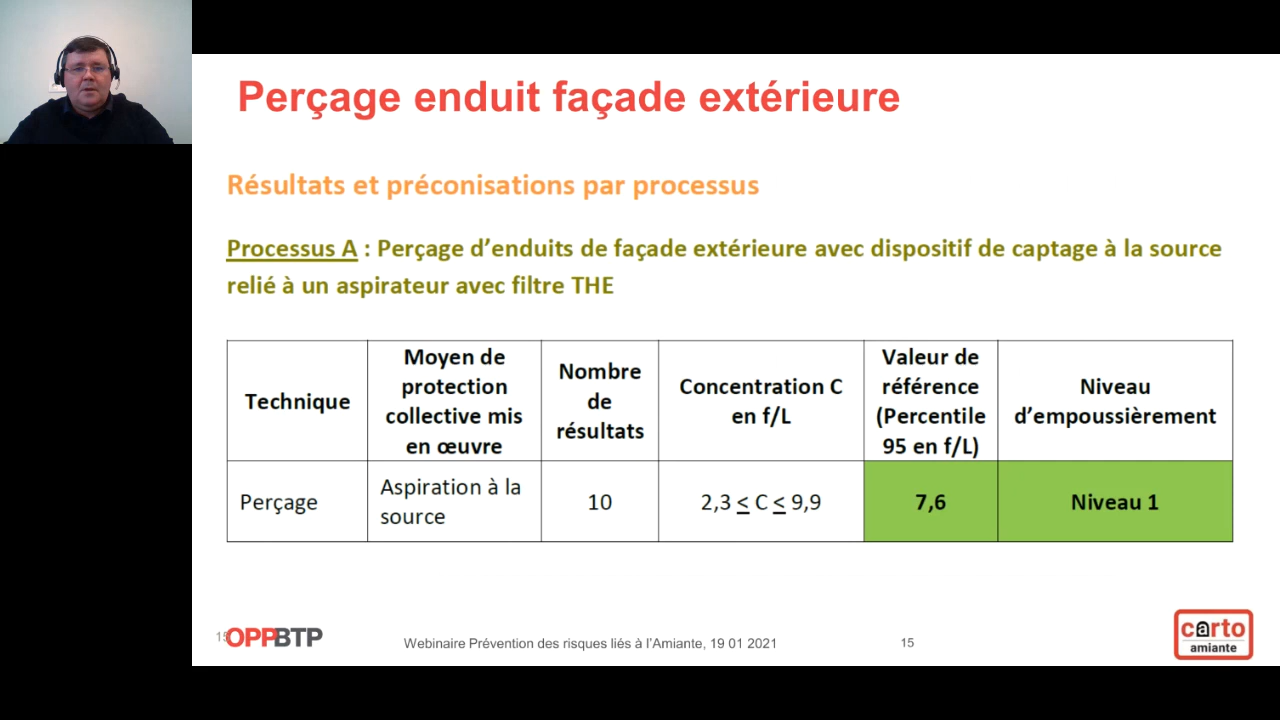 Perçage enduit façade extérieure
Résultats et préconisations par processus
Processus A : Perçage d’enduits de façade extérieure avec dispositif de captage à la source
relié à un aspirateur avec filtre THE
Technique
Moyen de
protection
collective mis
en œuvre
Nombre
de
résultats
Concentration C
en f/L
Valeur de
référence
(Percentile
95 en f/L)
Niveau
d’empoussièrement
Perçage
Aspiration à la
source
10
2,3 ≤ C ≤ 9,9
7,6
Niveau 1
15
OPPBTP
Webinaire Prévention des risques liés à l’Amiante, 19 01 2021
15
carto
amiante